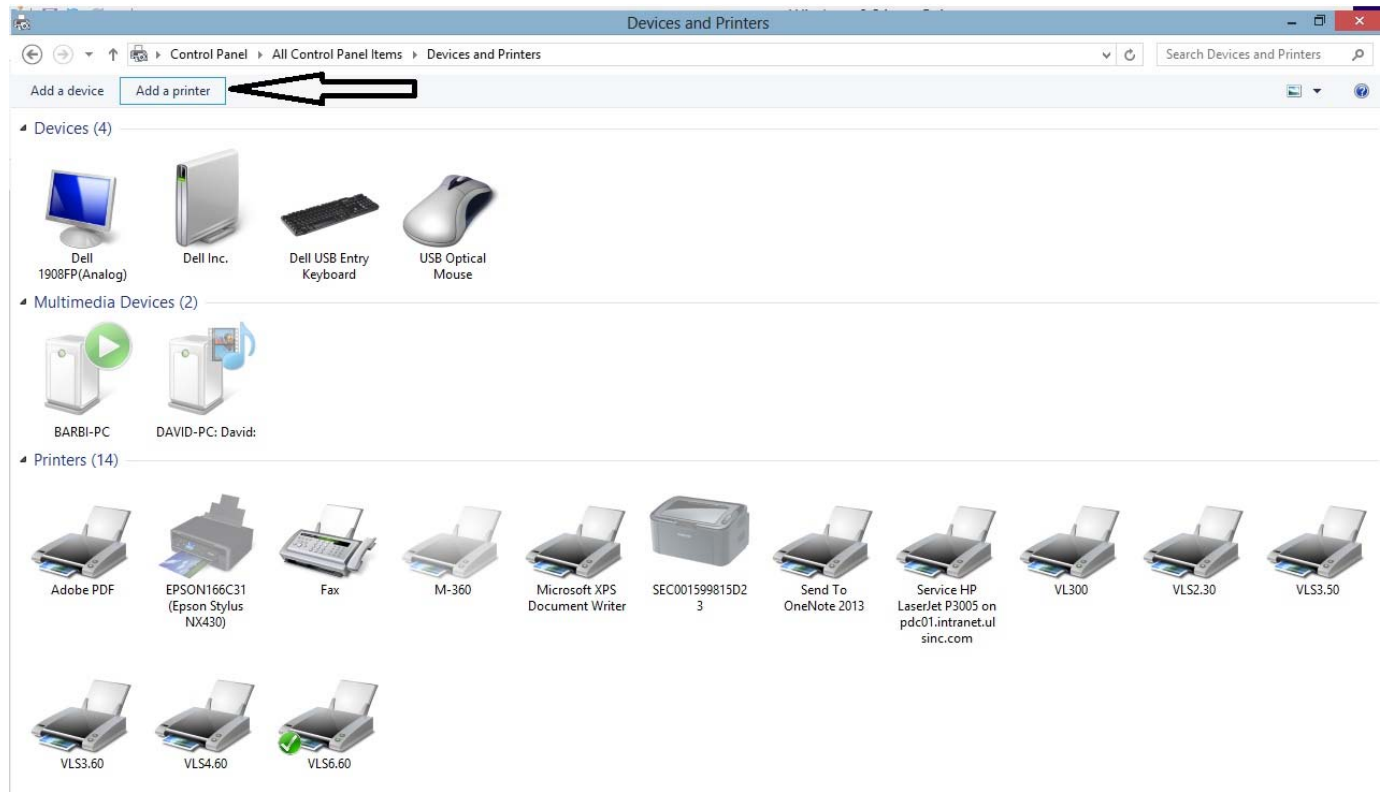 Devices and Printers
Control Panel
All Control Panel Items
Devices and Printers
Search Devices and Printers
Add a device
Add a printer
Devices (4)
Dell
1908FP(Analog)
Dell Inc.
Dell USB Entry
Keyboard
USB Optical
Mouse
Multimedia Devices (2)
BARBI-PC
DAVID-PC: David:
Printers (14)
Adobe PDF
EPSON166C31
(Epson Stylus
NX430)
Fax
M-360
Microsoft XPS
Document Writer
SEC001599815D2
3
Send To
OneNote 2013
Service HP
LaserJet P3005 on
pdc01.intranet.ul
sinc.com
VL300
VLS2.30
VLS3.50
VLS3.60
VLS4.60
VLS6.60